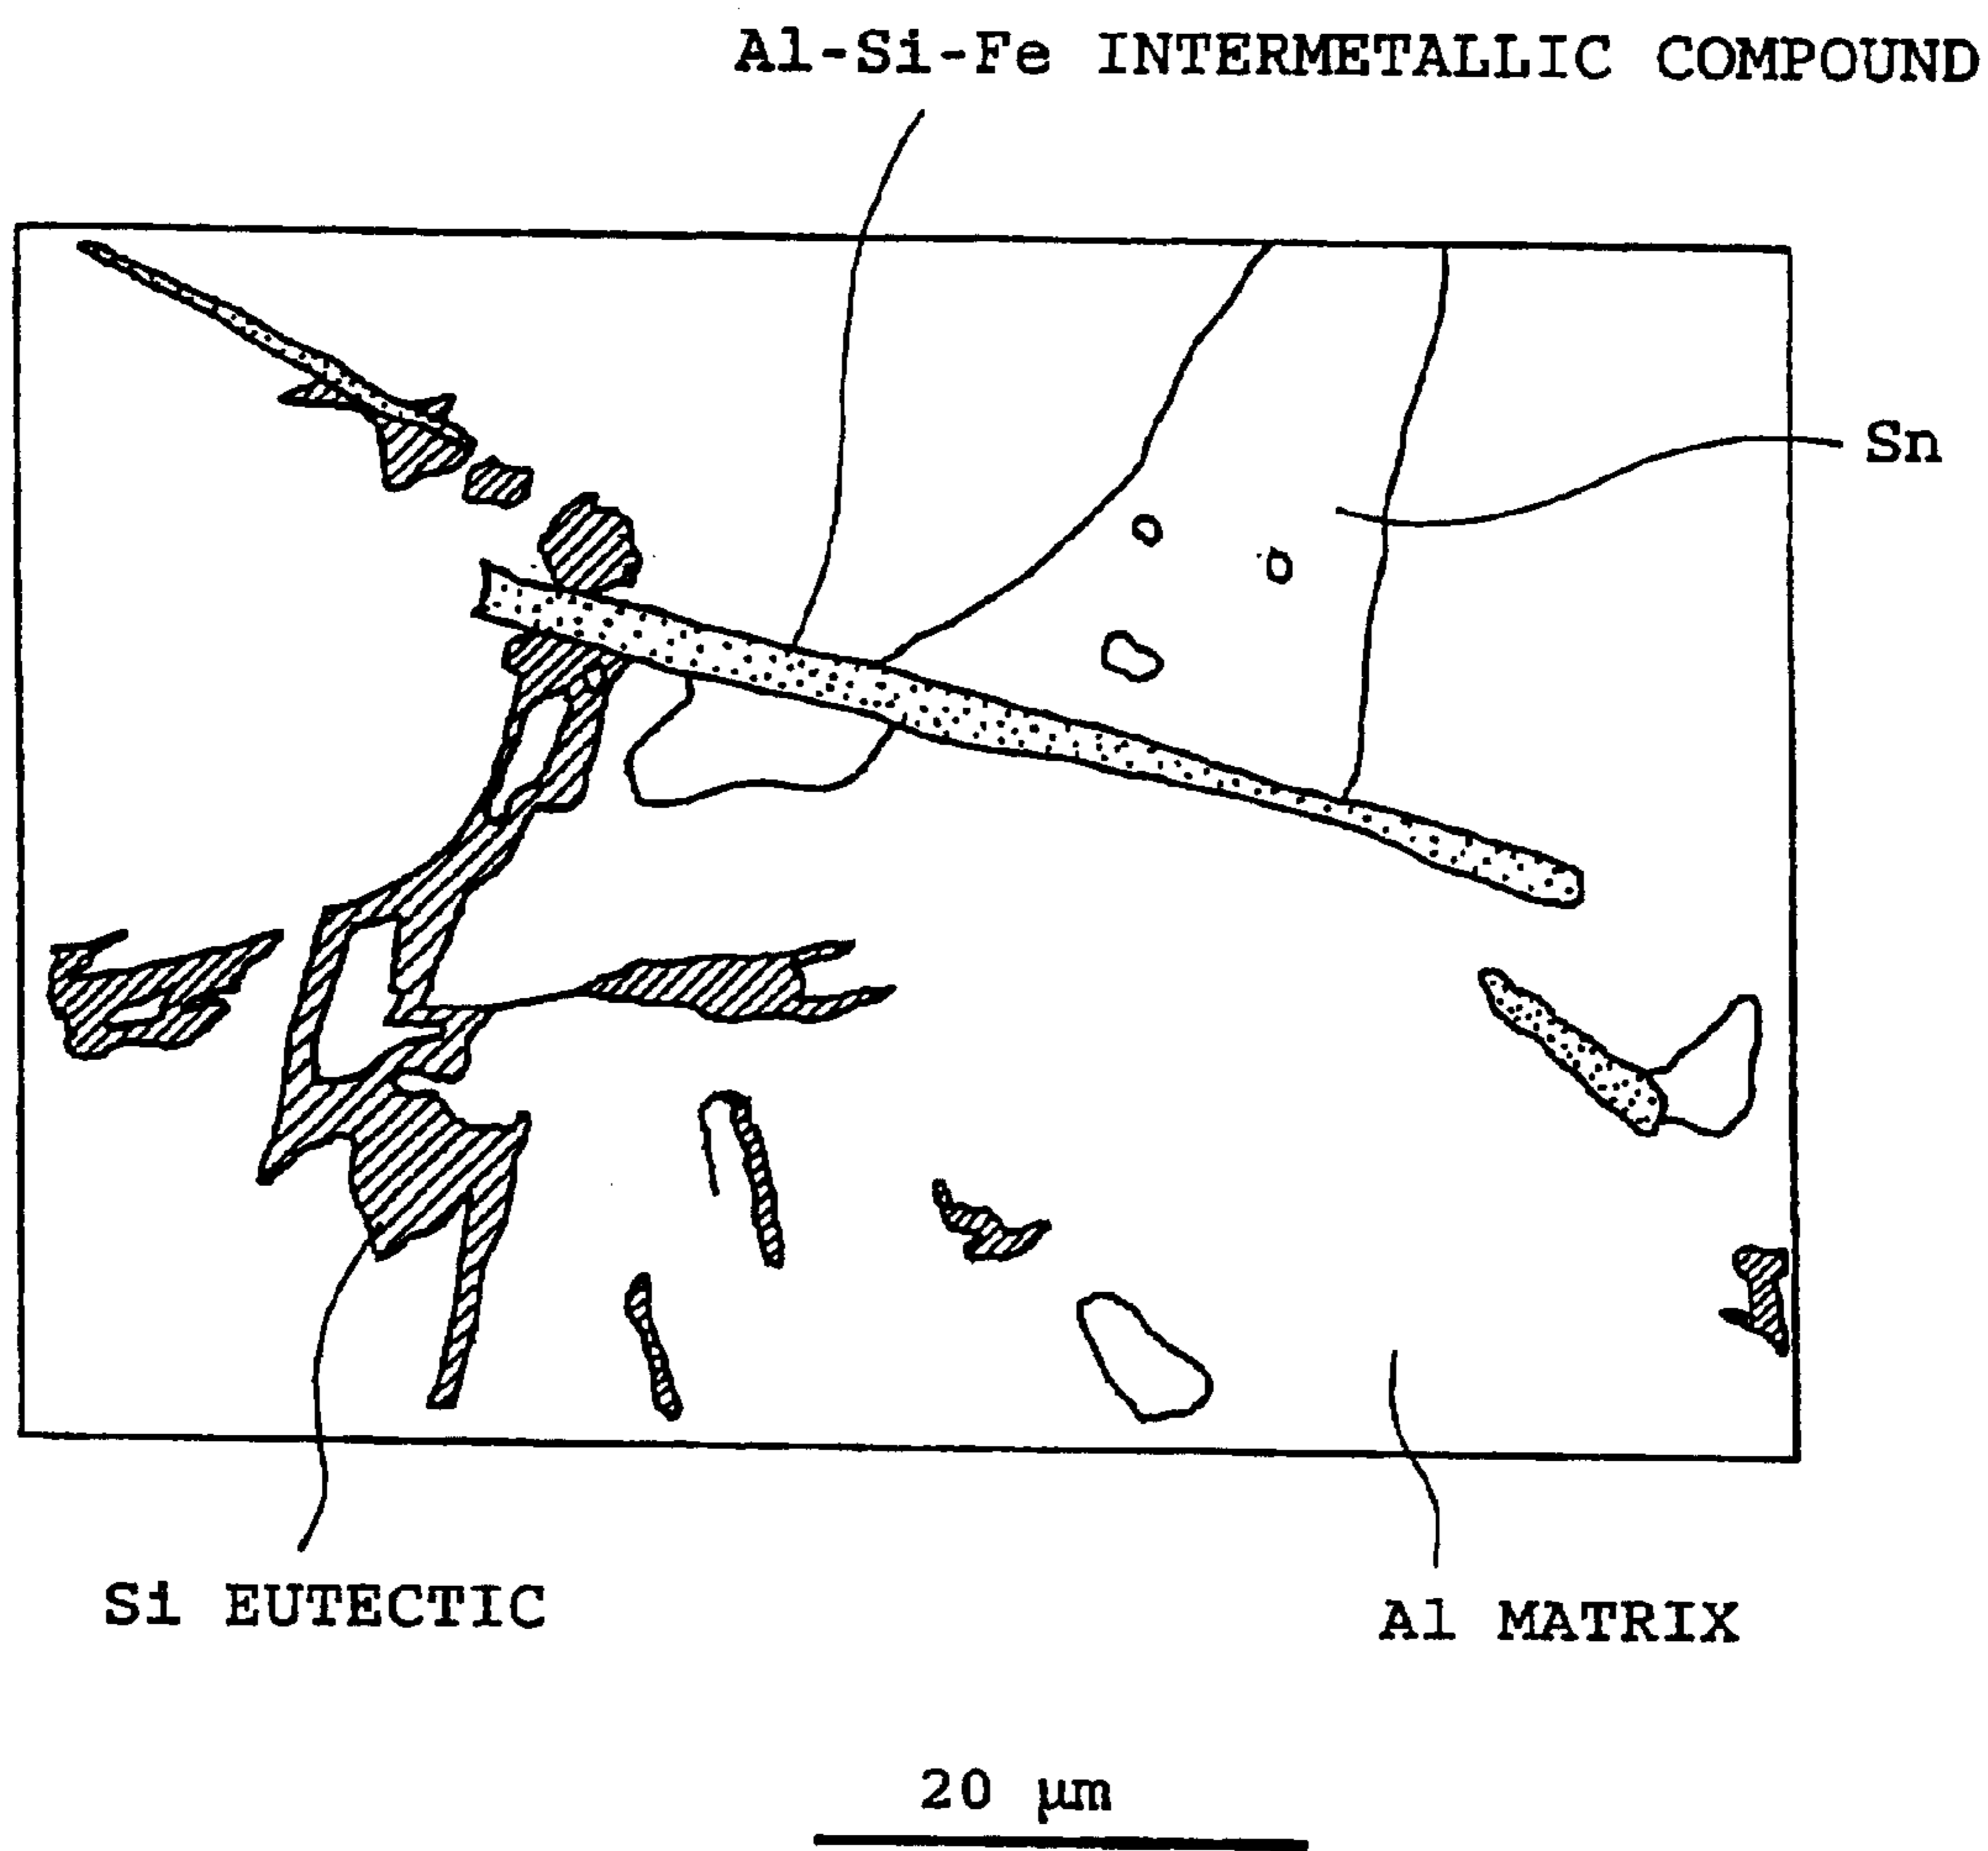 Al-Si-Fe INTERMETALLIC COMPOUND
Sn
Si EUTECTIC
Al MATRIX
20 µm